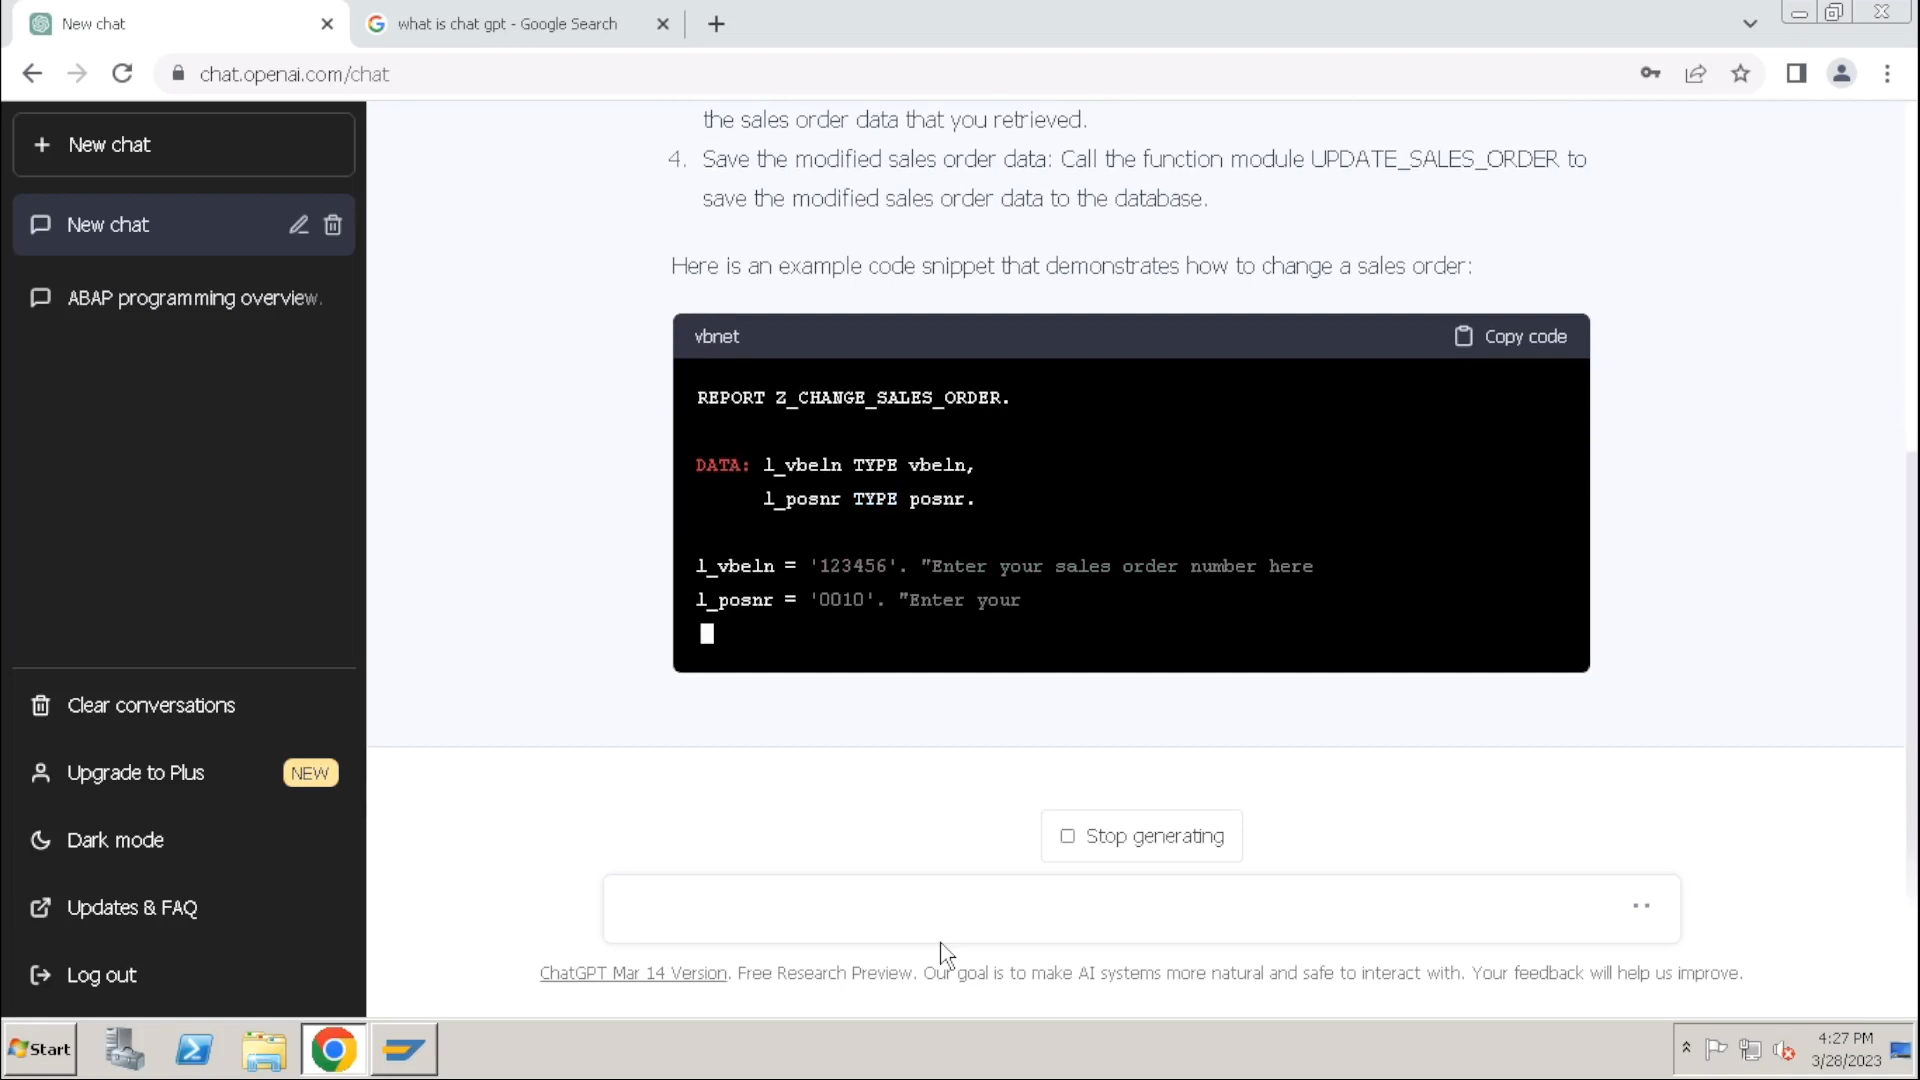 New chat
what is chat gpt - Google Search
chat.openai.com/chat
New chat
New chat
ABAP programming overview.
Clear conversations
Upgrade to Plus NEW
Dark mode
Updates & FAQ
Log out
the sales order data that you retrieved.
4. Save the modified sales order data: Call the function module UPDATE_SALES_ORDER to
save the modified sales order data to the database.
Here is an example code snippet that demonstrates how to change a sales order:
vbnet Copy code
REPORT Z_CHANGE_SALES_ORDER.
DATA: l_vbeln TYPE vbeln,
l_posnr TYPE posnr.
l_vbeln = '123456'. "Enter your sales order number here
l_posnr = '0010'. "Enter your
Stop generating
ChatGPT Mar 14 Version. Free Research Preview. Our goal is to make AI systems more natural and safe to interact with. Your feedback will help us improve.
Start
4:27 PM
3/28/2023